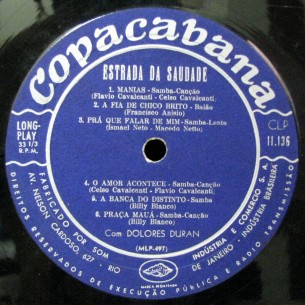 Copacabana
ESTRADA DA SAUDADE
1. MANIAS - Samba-Canção
(Flavio Cavalcanti - Celso Cavalcanti)
2. A FIA DE CHICO BRITO - Baião
(Francisco Anisio)
3. PRÁ QUE FALAR DE MIM - Samba-Lento
(Ismael Neto - Macedo Netto)
LONG-
PLAY
33 1/3
R.P.M.
CLP
11.136
4. O AMOR ACONTECE - Samba-Canção
(Celso Cavalcanti - Flavio Cavalcanti)
5. A BANCA DO DISTINTO - Samba
(Billy Blanco)
6. PRAÇA MAUÁ - Samba-Canção
(Billy Blanco)
Com DOLORES DURAN
(MLP-497)
FABRICADO POR SOM INDÚSTRIA E COMERCIO S. A.
AV. NELSON CARDOSO, 627 - RIO DE JANEIRO - INDÚSTRIA BRASILEIRA
DIREITOS RESERVADOS DE EXECUÇÃO PÚBLICA E RADIO TRANSMISSÃO